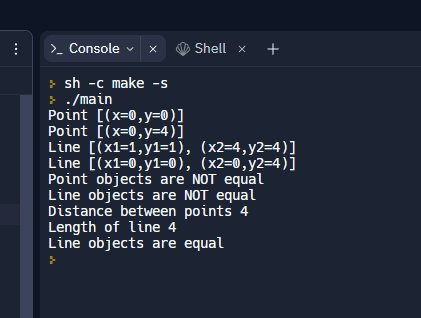 >_ Console
Shell
sh -c make -s
./main
Point [(x=0,y=0)]
Point [(x=0,y=4)]
Line [(x1=1,y1=1), (x2=4,y2=4)]
Line [(x1=0,y1=0), (x2=0,y2=4)]
Point objects are NOT equal
Line objects are NOT equal
Distance between points 4
Length of line 4
Line objects are equal